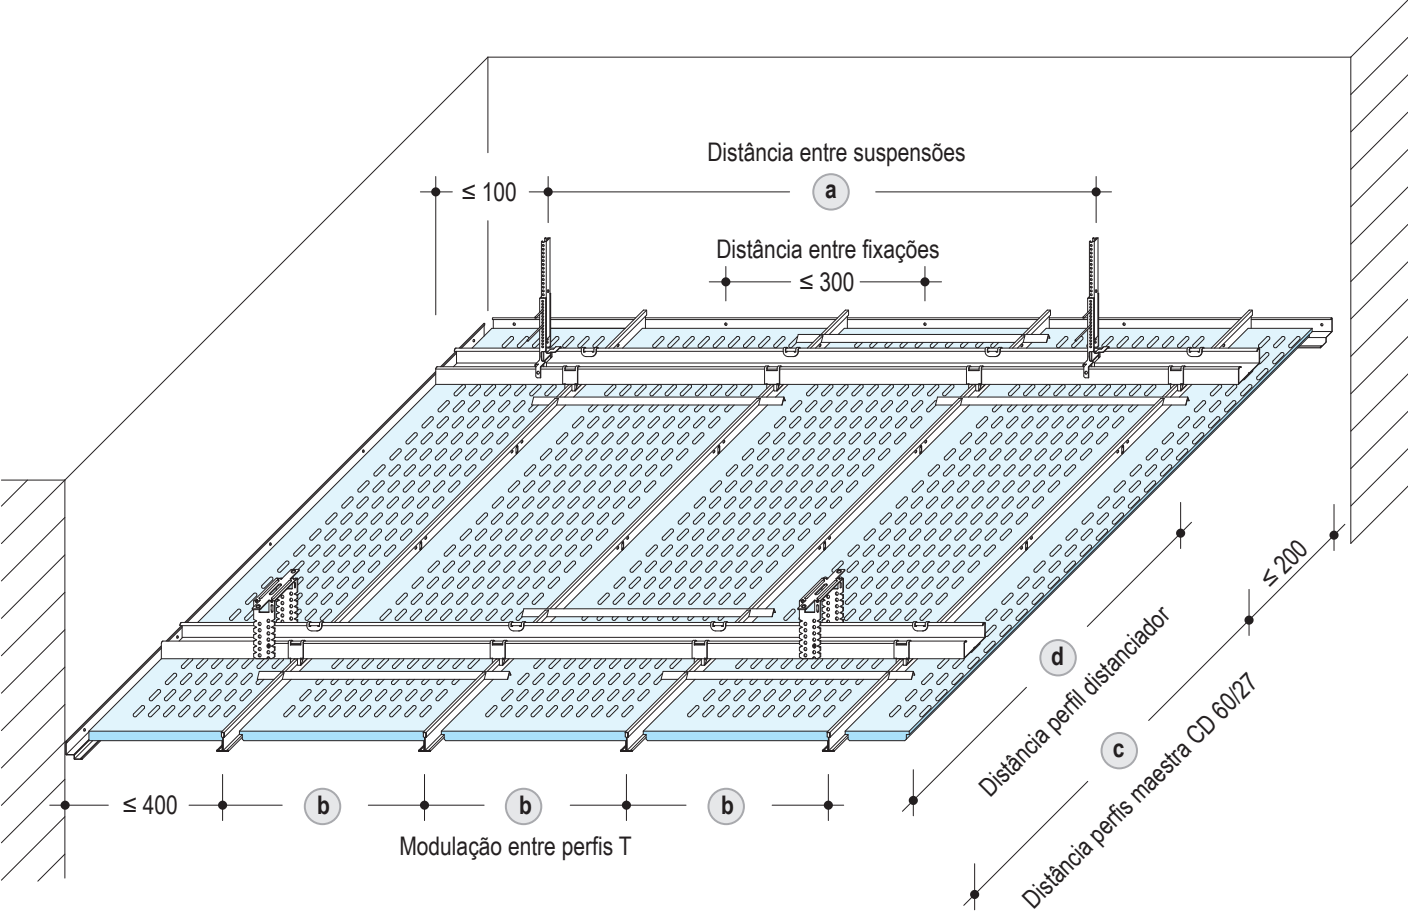 Distância entre suspensões
≤ 100
a
Distância entre fixações
≤ 300
≤ 200
d
Distância perfil distanciador
c
Distância perfis maestra CD 60/27
≤ 400
b
b
b
Modulação entre perfis T